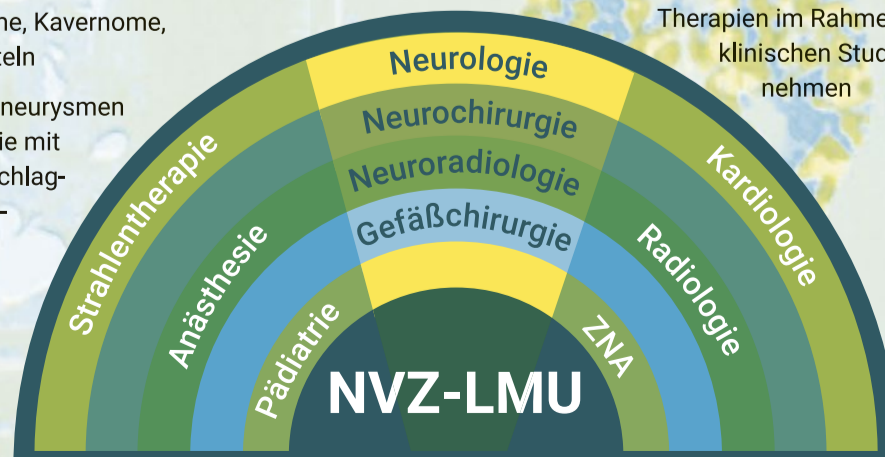 ne, Kavernome,
eln
neurysmen
ie mit
chlag-
-
Therapien im Rahme
klinischen Stud
nehmen
Neurologie
Neurochirurgie
Neuroradiologie
Gefäßchirurgie
Strahlentherapie
Anästhesie
Pädiatrie
Kardiologie
Radiologie
ZNA
NVZ-LMU